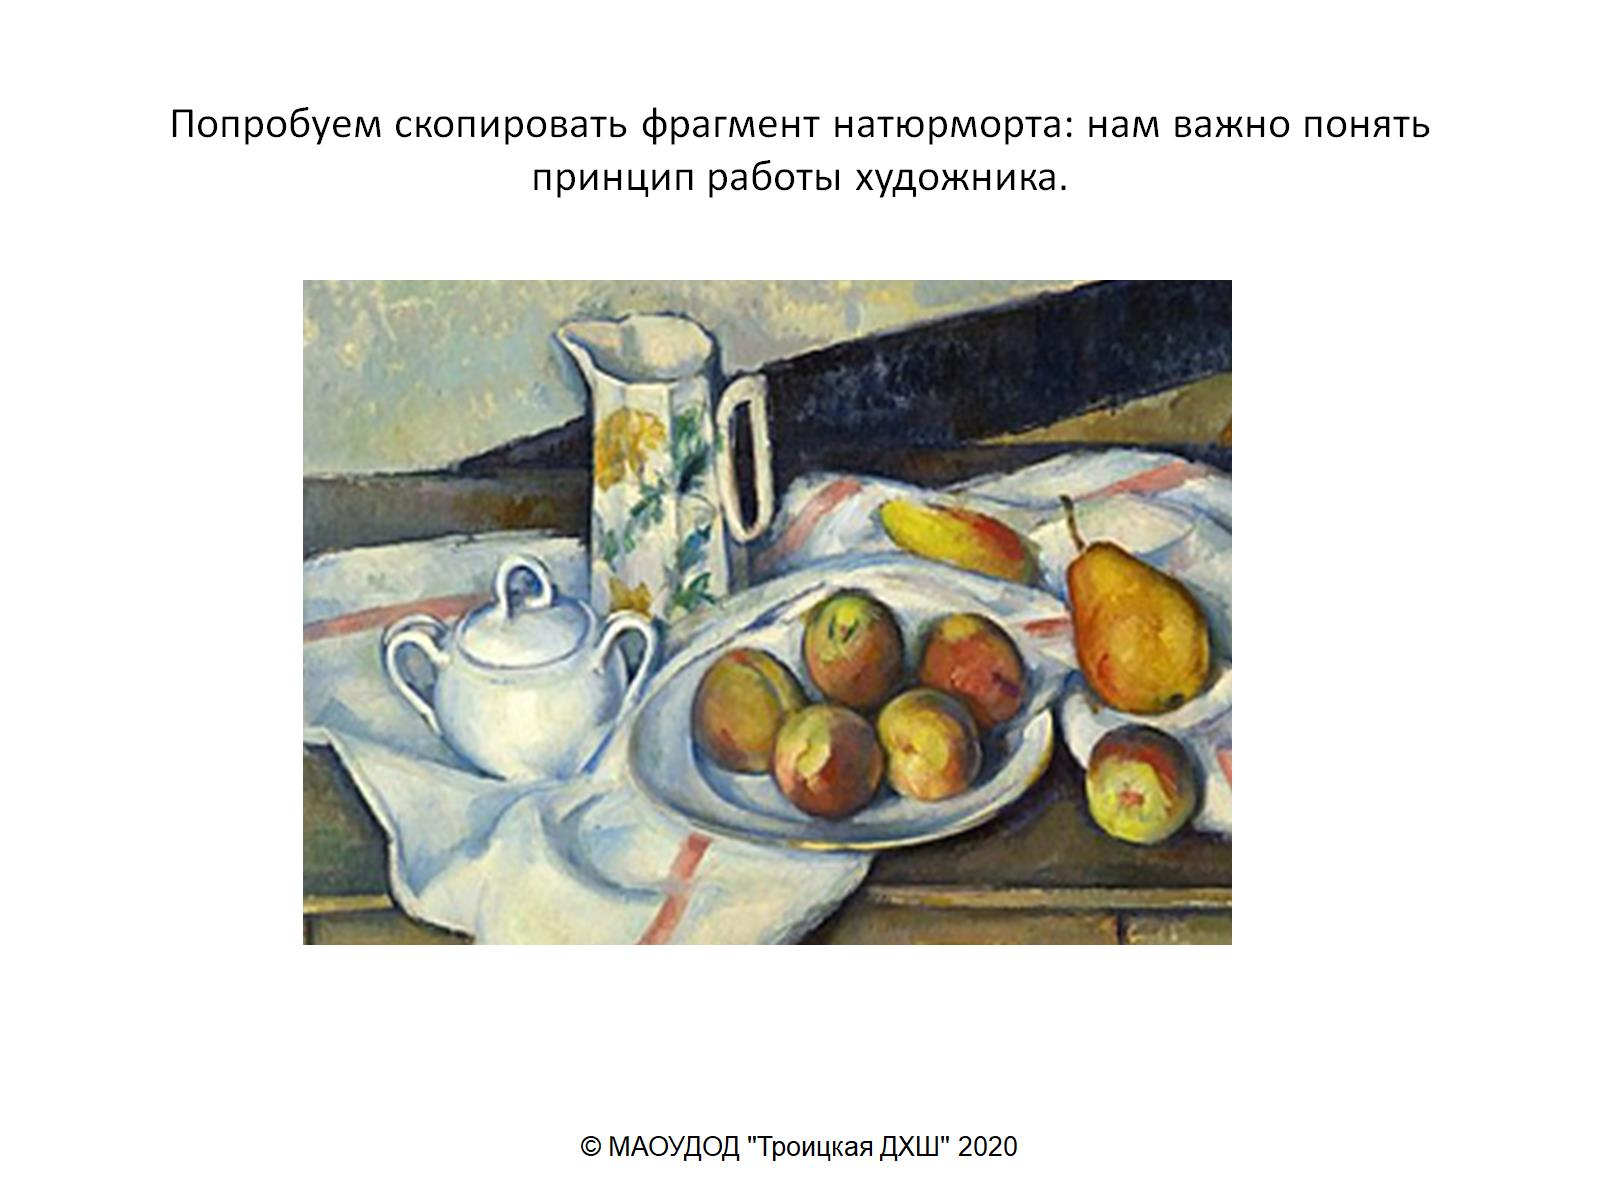 Попробуем скопировать фрагмент натюрморта: нам важно понять
принцип работы художника.
© МАОУДОД "Троицкая ДХШ" 2020